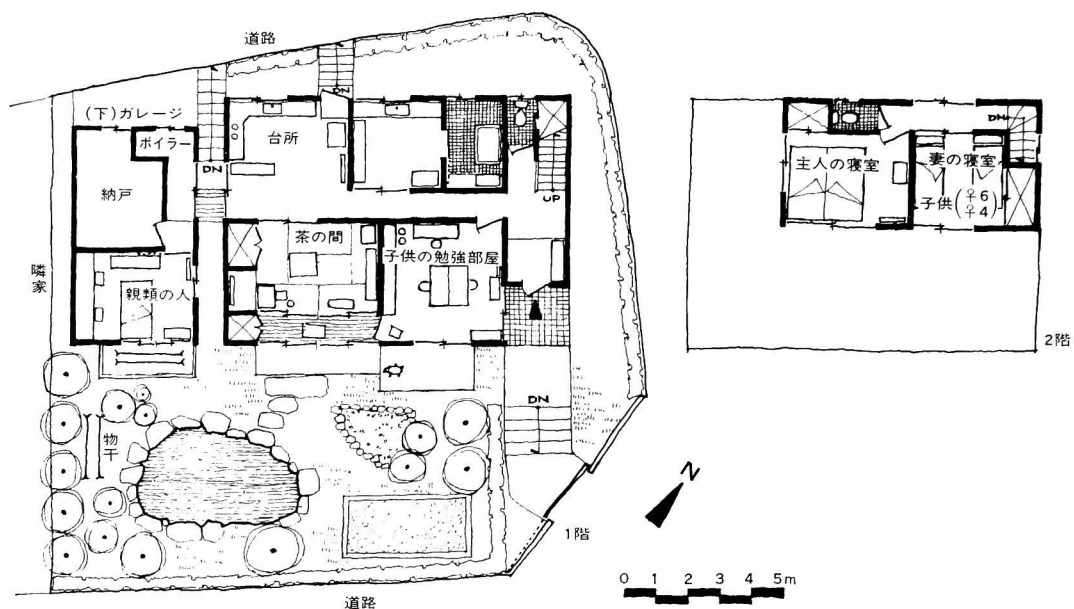 道路
(下)ガレージ
ボイラー
台所
DN
DN
納戸
UP
茶の間
子供の勉強部屋
隣家
親類の人
DN
物干
N
1階
0 1 2 3 4 5m
道路
DN
主人の寝室
妻の寝室
子供(♀6
♀4)
2階